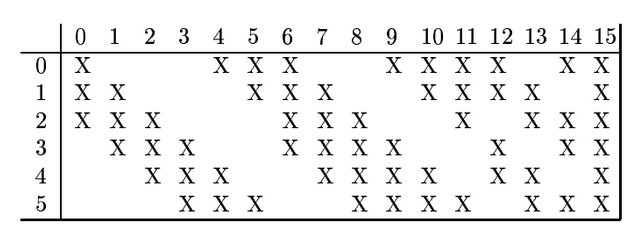 0 1 2 3 4 5 6 7 8 9 10 11 12 13 14 15
0 X X X X X X X X X X
1 X X X X X X X X X X
2 X X X X X X X X X X
3 X X X X X X X X X X
4 X X X X X X X X X X
5 X X X X X X X X X X